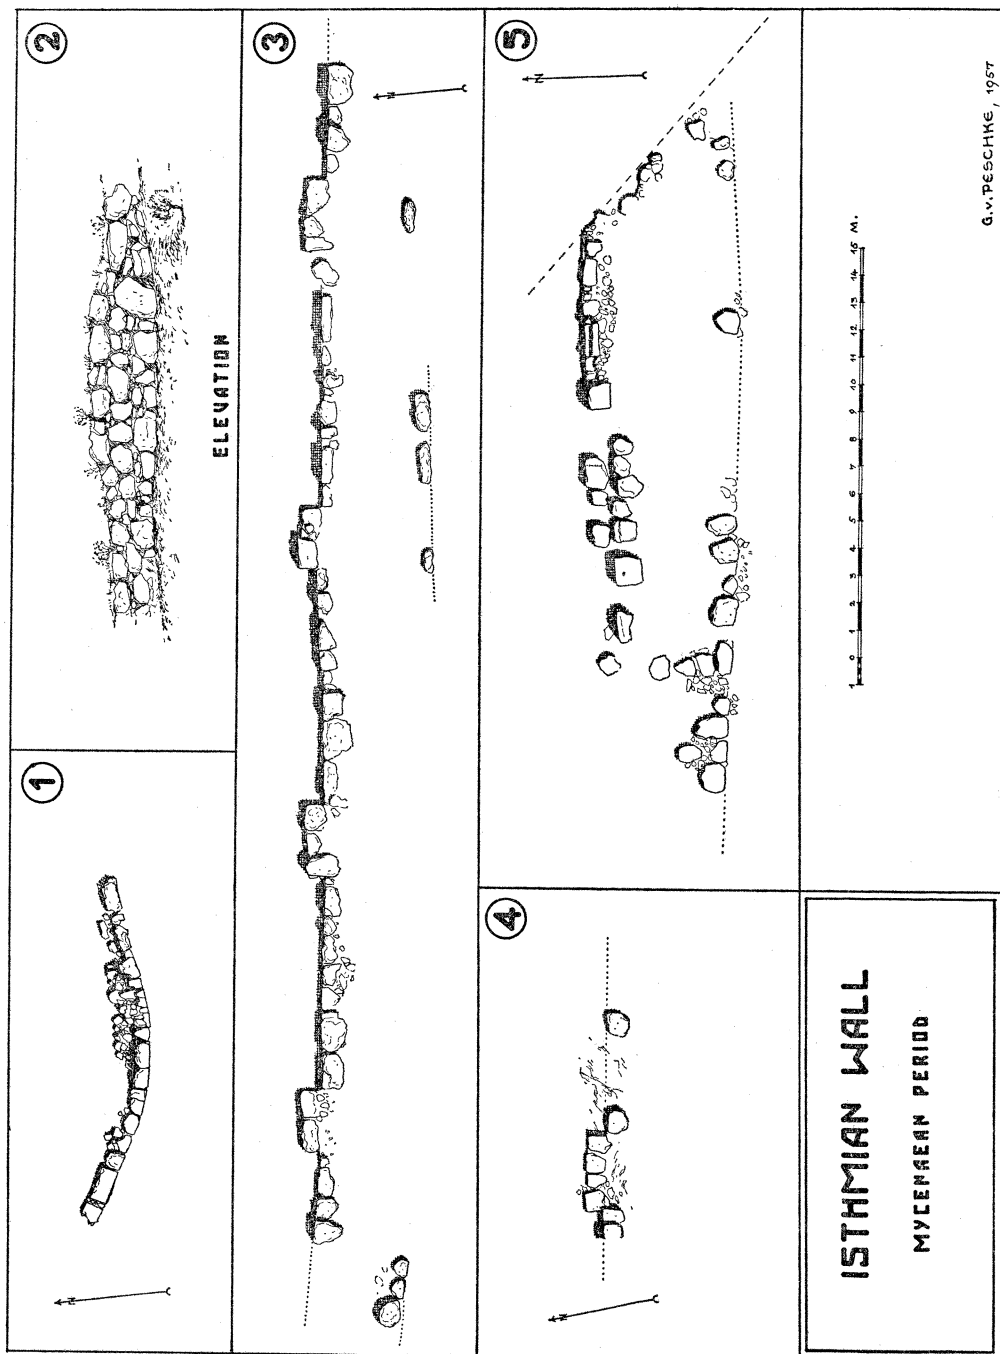 1
N
2
ELEVATION
3
N
4
N
5
N
1 0 1 2 3 4 5 6 7 8 9 10 11 12 13 14 15 M.
ISTHMIAN WALL
MYCENAEAN PERIOD
G.v.PESCHKE, 1957